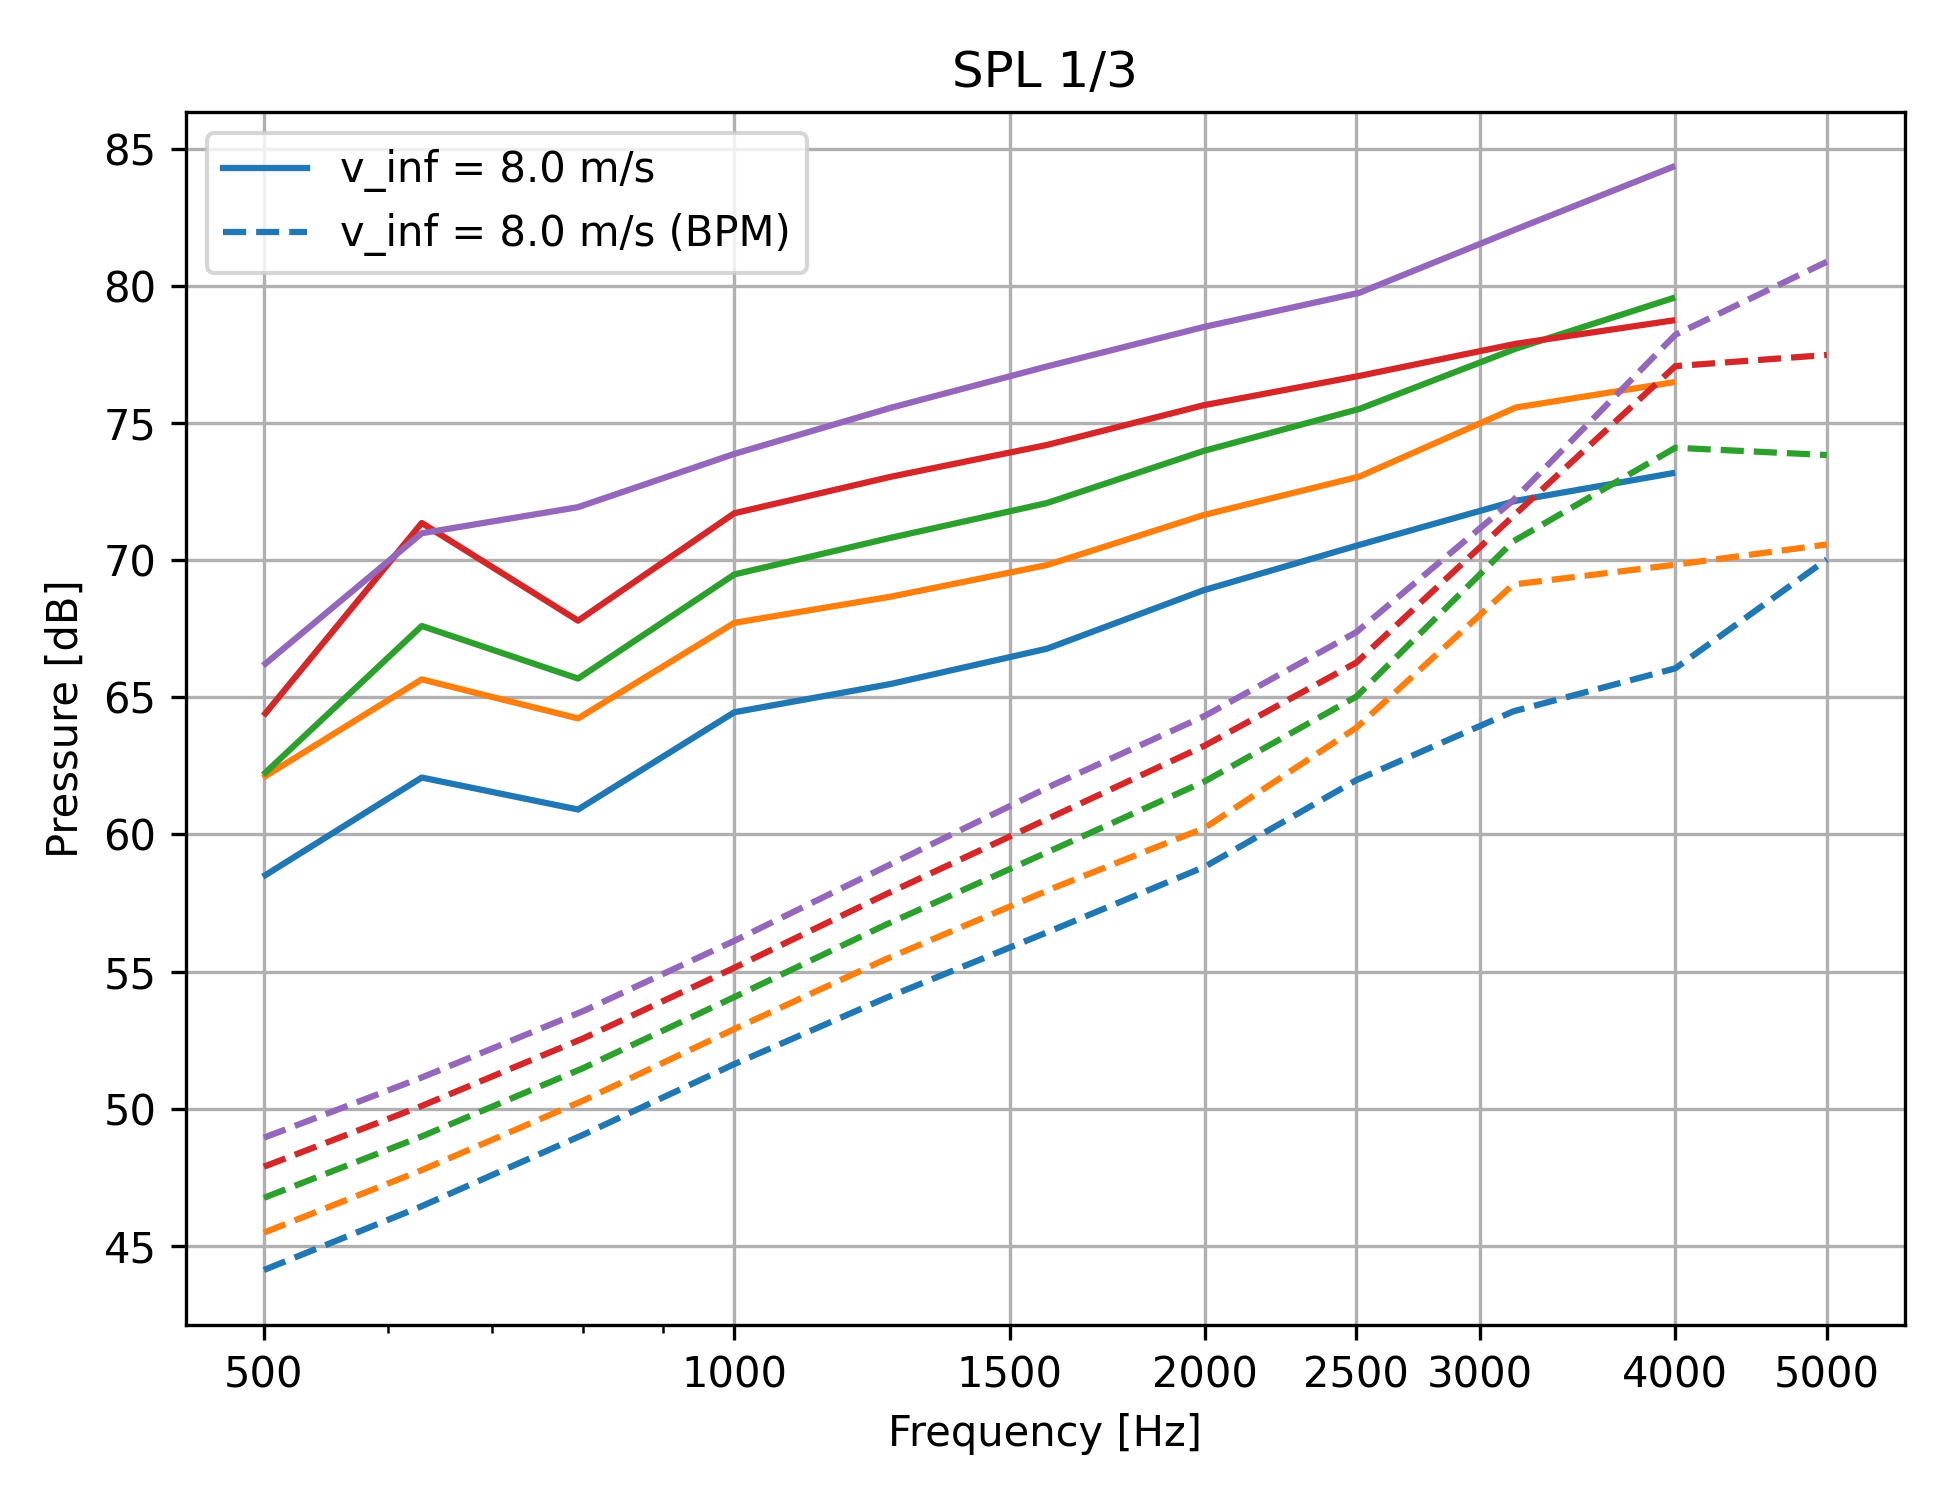 SPL 1/3
v_inf = 8.0 m/s
v_inf = 8.0 m/s (BPM)
85
80
75
70
65
60
55
50
45
Pressure [dB]
500 1000 1500 2000 2500 3000 4000 5000
Frequency [Hz]